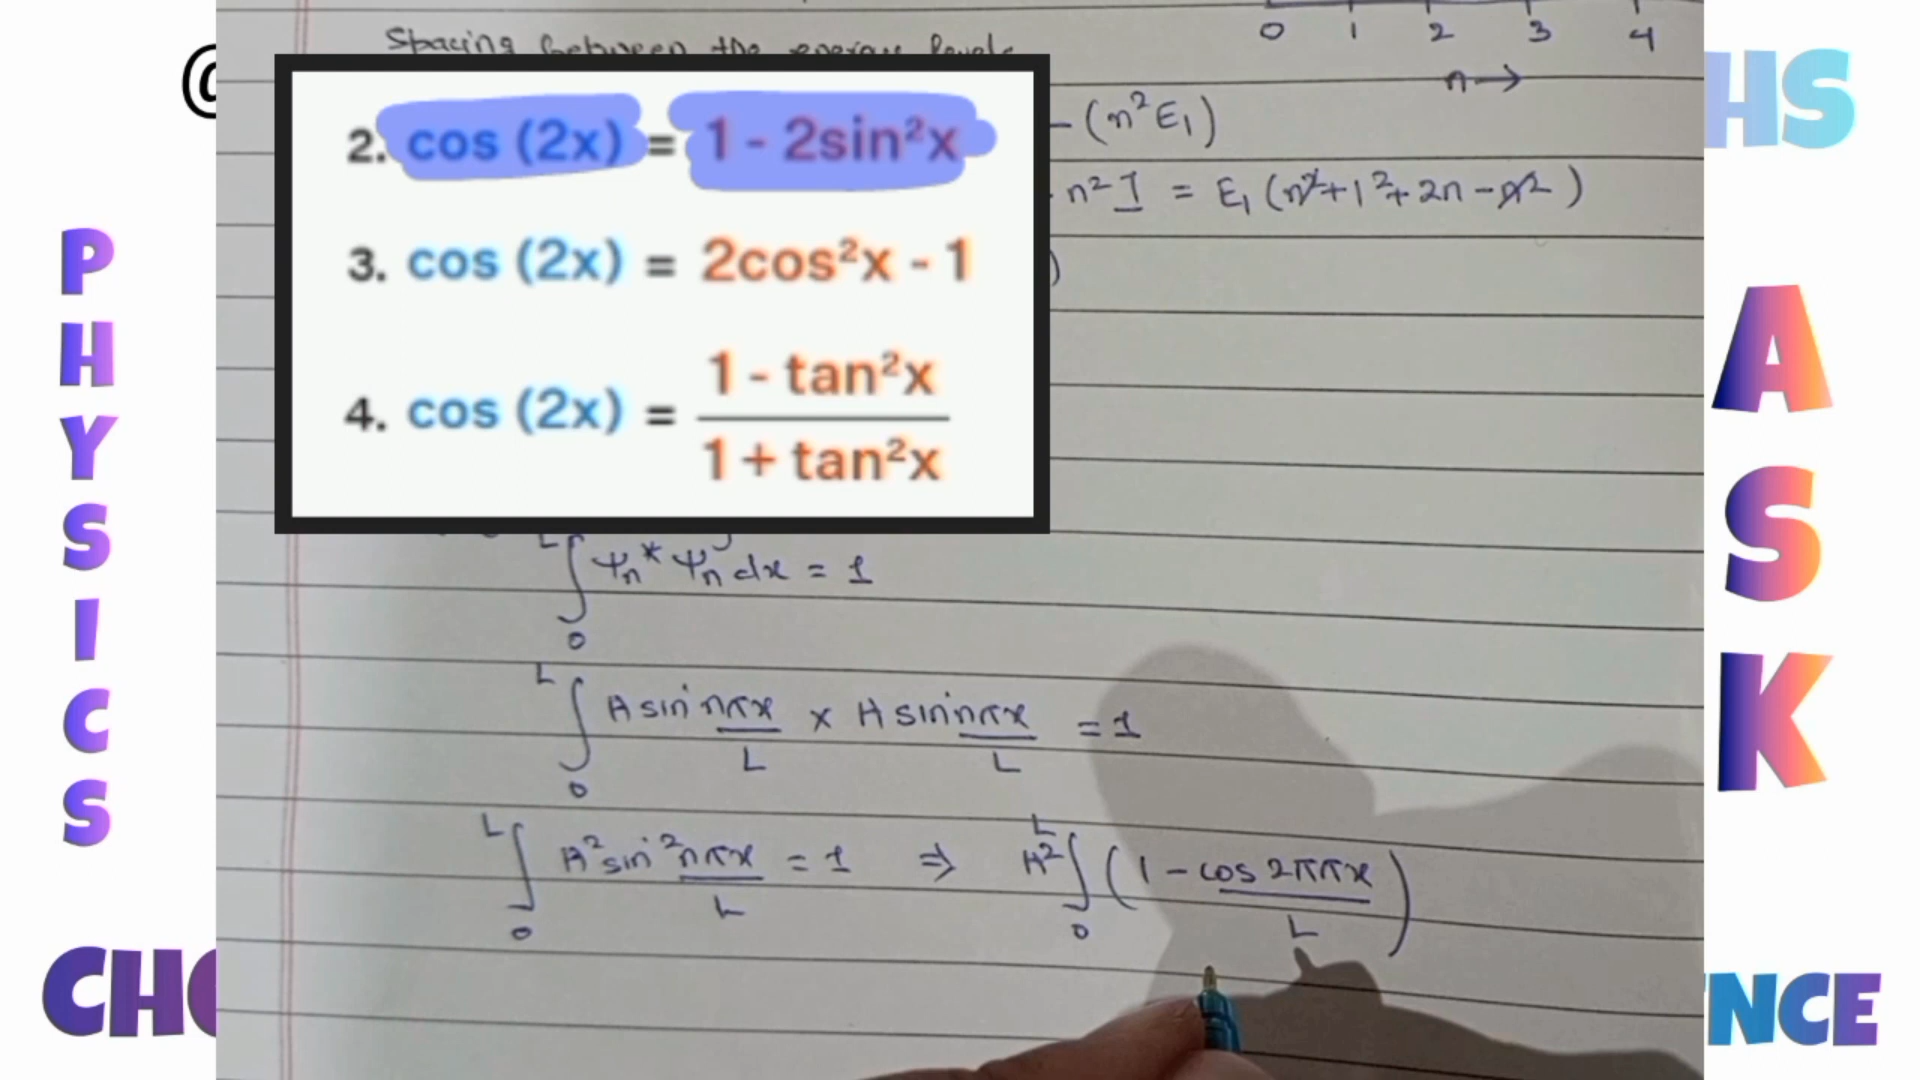 @
HS
PHYSICS
ASK
CHO
NCE
0 1 2 3 4
n→
Spacing between the energy levels
– (n²E₁)
n²] = E₁ (n²+1²+2n-n²)
)
2. cos (2x) = 1 - 2sin²x
3. cos (2x) = 2cos²x - 1
4. cos (2x) = 1 - tan²x / 1 + tan²x
∫₀ᴸ ψₙ* ψₙ dx = 1
∫₀ᴸ A sin nπx/L × A sin nπx/L = 1
∫₀ᴸ A² sin² nπx/L = 1 ⇒ A² ∫₀ᴸ (1 - cos 2ππx/L)